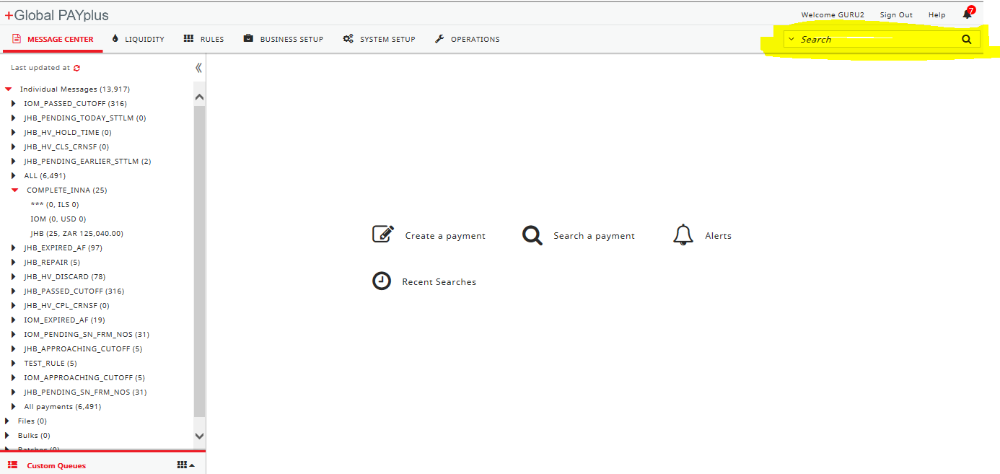 +Global PAYplus
Welcome GURU2 Sign Out Help 7
MESSAGE CENTER LIQUIDITY RULES BUSINESS SETUP SYSTEM SETUP OPERATIONS Search
Last updated at
Individual Messages (13,917)
IOM_PASSED_CUTOFF (316)
JHB_PENDING_TODAY_STTLM (0)
JHB_HV_HOLD_TIME (0)
JHB_HV_CLS_CRNSF (0)
JHB_PENDING_EARLIER_STTLM (2)
ALL (6,491)
COMPLETE_INNA (25)
*** (0, ILS 0)
IOM (0, USD 0)
JHB (25, ZAR 125,040.00)
JHB_EXPIRED_AF (97)
JHB_REPAIR (5)
JHB_HV_DISCARD (78)
JHB_PASSED_CUTOFF (316)
JHB_HV_CPL_CRNSF (0)
IOM_EXPIRED_AF (19)
IOM_PENDING_SN_FRM_NOS (31)
JHB_APPROACHING_CUTOFF (5)
TEST_RULE (5)
IOM_APPROACHING_CUTOFF (5)
JHB_PENDING_SN_FRM_NOS (31)
All payments (6,491)
Files (0)
Bulks (0)
Batches (0)
Custom Queues
Create a payment Search a payment Alerts
Recent Searches